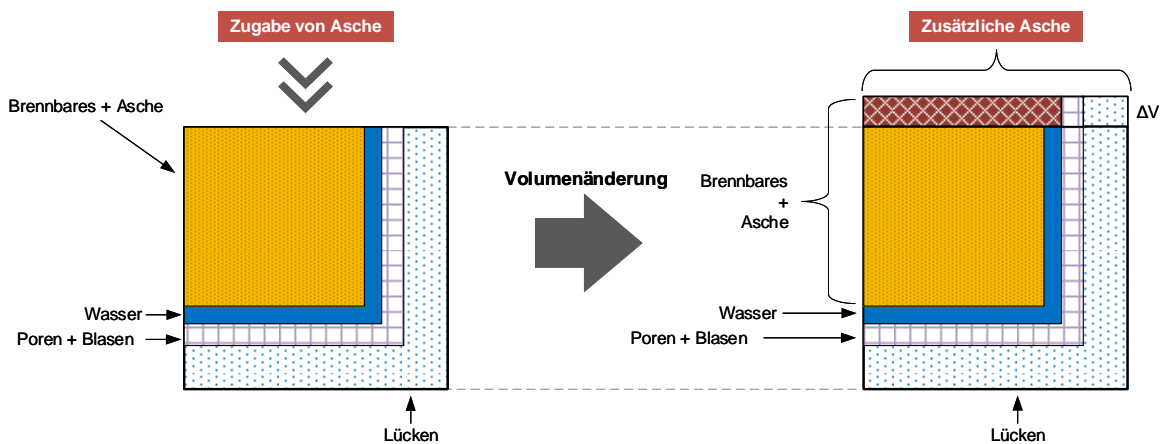 Zugabe von Asche
Brennbares + Asche
Wasser
Poren + Blasen
Lücken
Volumenänderung
Zusätzliche Asche
ΔV
Brennbares
+
Asche
Wasser
Poren + Blasen
Lücken